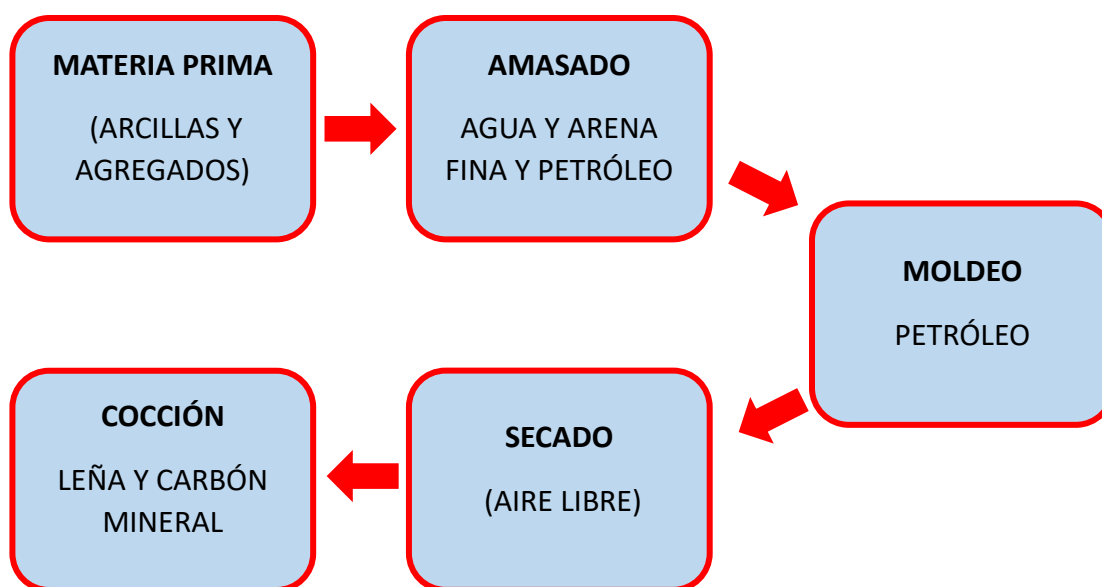 MATERIA PRIMA
(ARCILLAS Y
AGREGADOS)
AMASADO
AGUA Y ARENA
FINA Y PETRÓLEO
MOLDEO
PETRÓLEO
SECADO
(AIRE LIBRE)
COCCIÓN
LEÑA Y CARBÓN
MINERAL